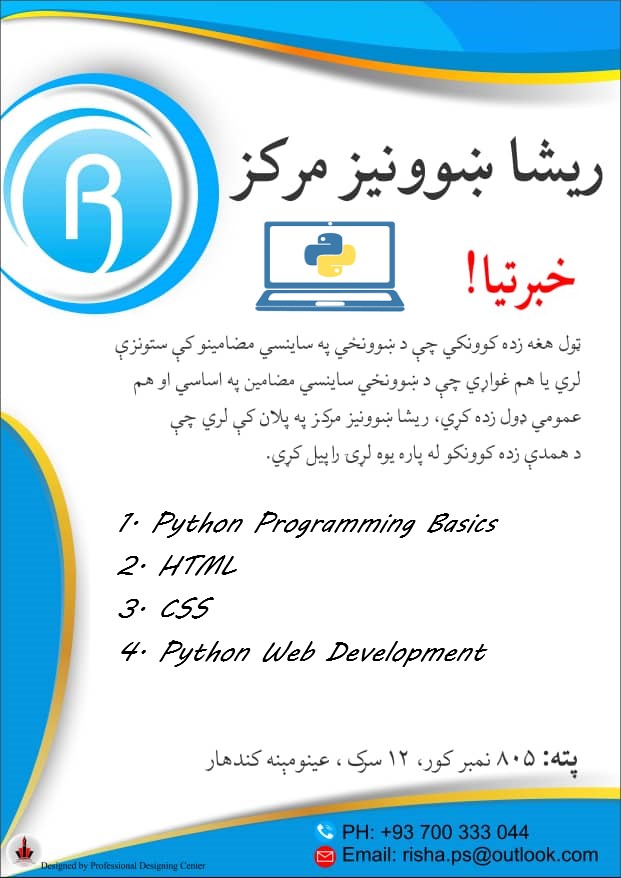 ریشا ښوونیز مرکز
خبرتیا!
ټول هغه زده کوونکي چې د ښوونځي په ساینسي مضامینو کې ستونزې
لري یا هم غواړي چې د ښوونځي ساینسي مضامین په اساسي او هم
عمومي ډول زده کړي، ریشا ښوونیز مرکز په پلان کې لري چې
د همدې زده کوونکو له پاره یوه لړۍ راپیل کړي.
1. Python Programming Basics
2. HTML
3. CSS
4. Python Web Development
پته: ۸۰۵ نمبر کور، ۱۲ سرک ، عینومېنه کندهار
PH: +93 700 333 044
Email: risha.ps@outlook.com
Designed by Professional Designing Center